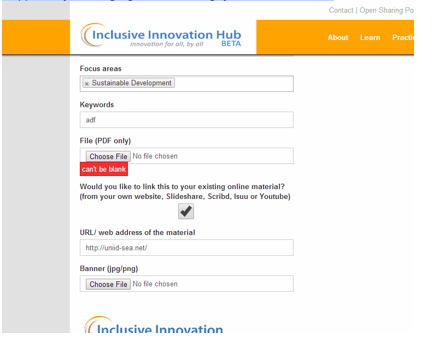 Contact | Open Sharing Po
Inclusive Innovation Hub
innovation for all, by all BETA
About Learn Practi
Focus areas
× Sustainable Development
Keywords
adf
File (PDF only)
Choose File No file chosen
can't be blank
Would you like to link this to your existing online material?
(from your own website, Slideshare, Scribd, Isuu or Youtube)
URL/ web address of the material
http://uniid-sea.net/
Banner (jpg/png)
Choose File No file chosen
Inclusive Innovation